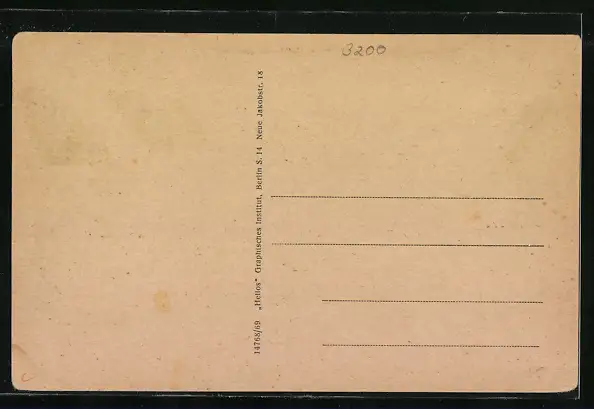 3200
14768/69 „Helios" Graphisches Institut, Berlin S. 14 Neue Jakobstr. 18